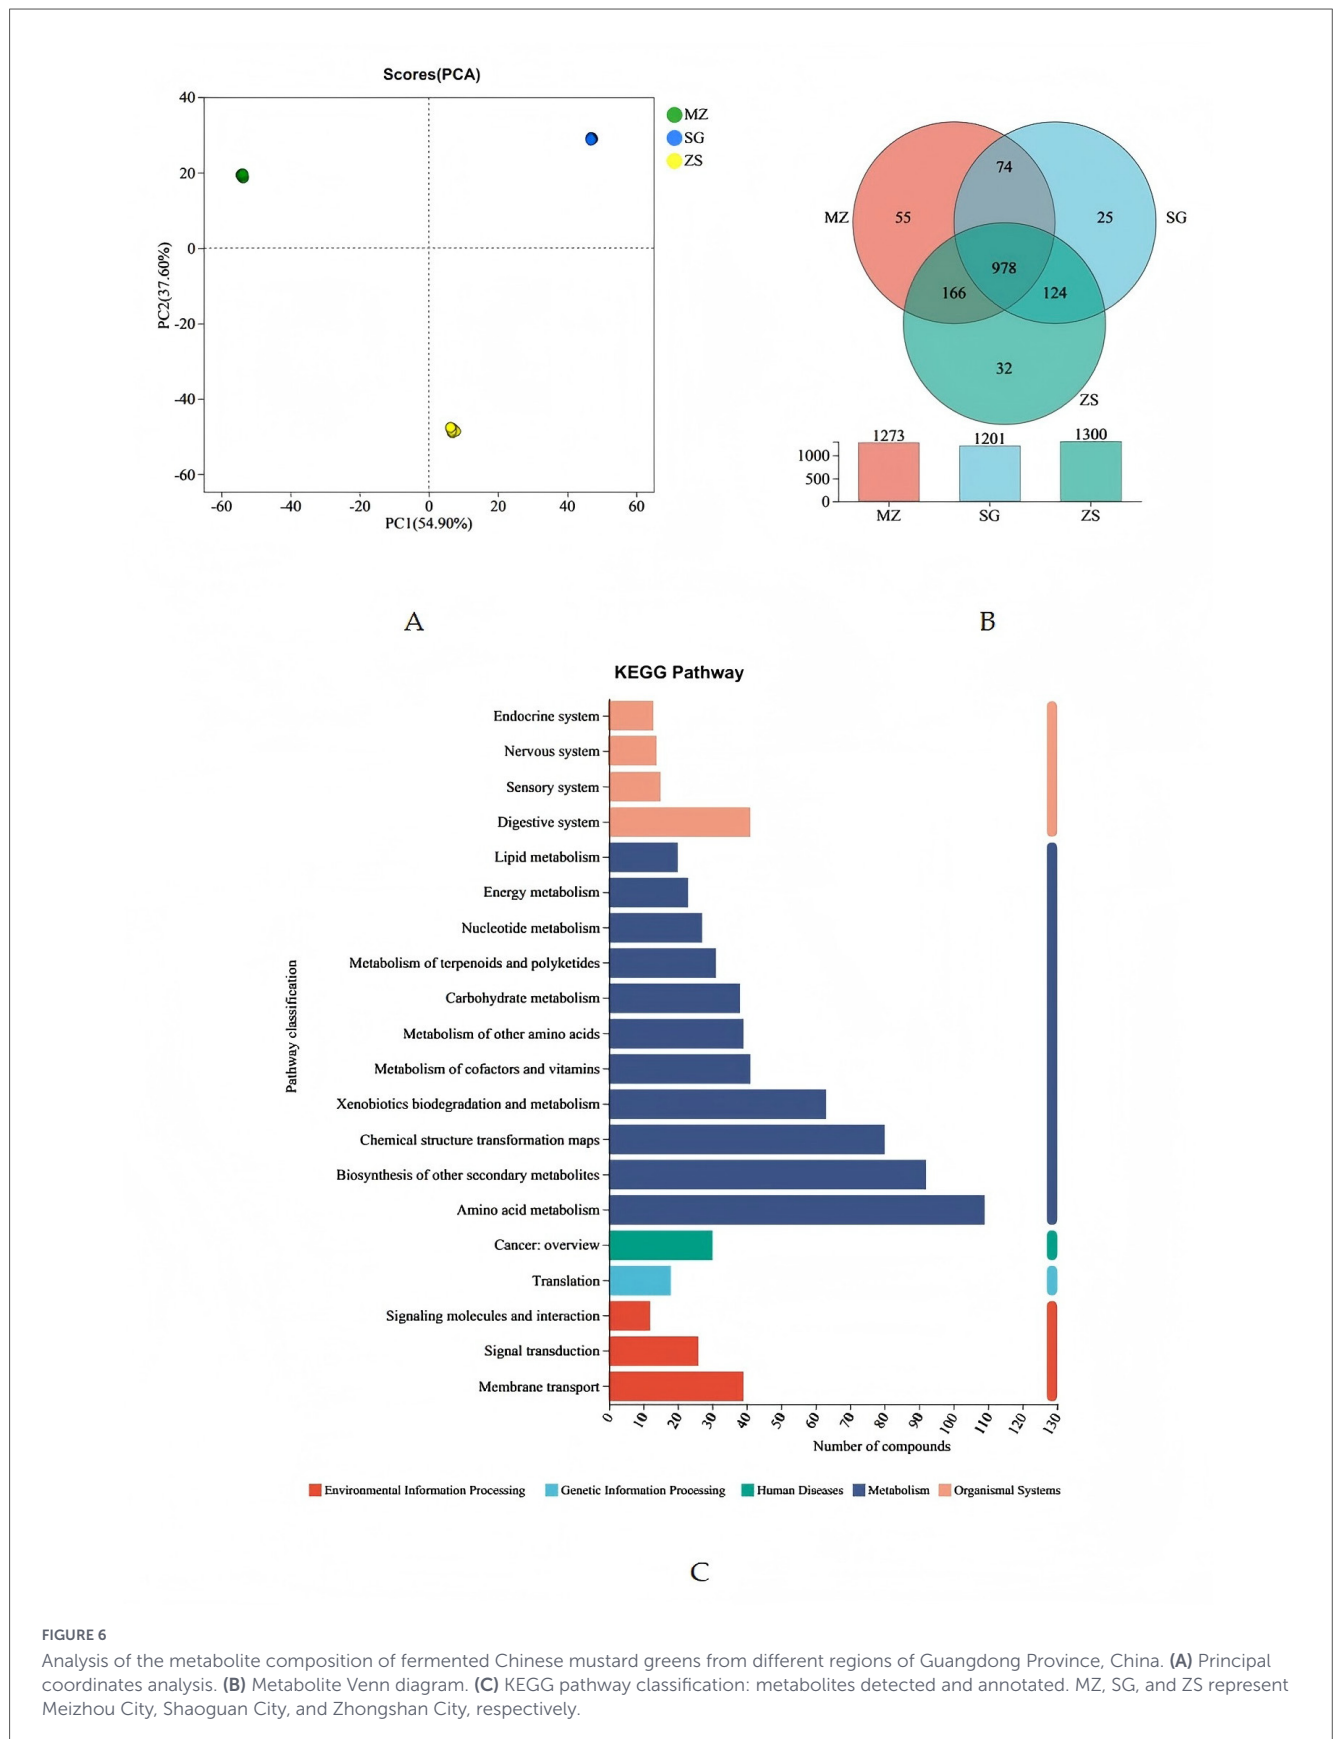 Scores(PCA)
40
20
0
-20
-40
-60
PC2(37.60%)
-60
-40
-20
0
20
40
60
PC1(54.90%)
MZ
SG
ZS
A
74
MZ
55
25
SG
978
166
124
32
ZS
1273
1201
1300
1000
500
0
MZ
SG
ZS
B
KEGG Pathway
Pathway classification
Endocrine system
Nervous system
Sensory system
Digestive system
Lipid metabolism
Energy metabolism
Nucleotide metabolism
Metabolism of terpenoids and polyketides
Carbohydrate metabolism
Metabolism of other amino acids
Metabolism of cofactors and vitamins
Xenobiotics biodegradation and metabolism
Chemical structure transformation maps
Biosynthesis of other secondary metabolites
Amino acid metabolism
Cancer: overview
Translation
Signaling molecules and interaction
Signal transduction
Membrane transport
0
10
20
30
40
50
60
70
80
90
100
110
120
130
Number of compounds
Environmental Information Processing
Genetic Information Processing
Human Diseases
Metabolism
Organismal Systems
C
FIGURE 6
Analysis of the metabolite composition of fermented Chinese mustard greens from different regions of Guangdong Province, China. (A) Principal
coordinates analysis. (B) Metabolite Venn diagram. (C) KEGG pathway classification: metabolites detected and annotated. MZ, SG, and ZS represent
Meizhou City, Shaoguan City, and Zhongshan City, respectively.